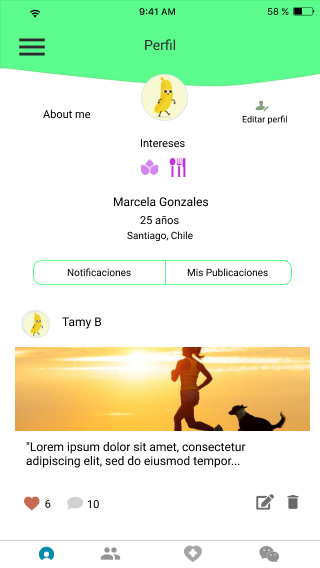 9:41 AM
58 %
Perfil
About me
Editar perfil
Intereses
Marcela Gonzales
25 años
Santiago, Chile
Notificaciones
Mis Publicaciones
Tamy B
"Lorem ipsum dolor sit amet, consectetur
adipiscing elit, sed do eiusmod tempor...
6
10